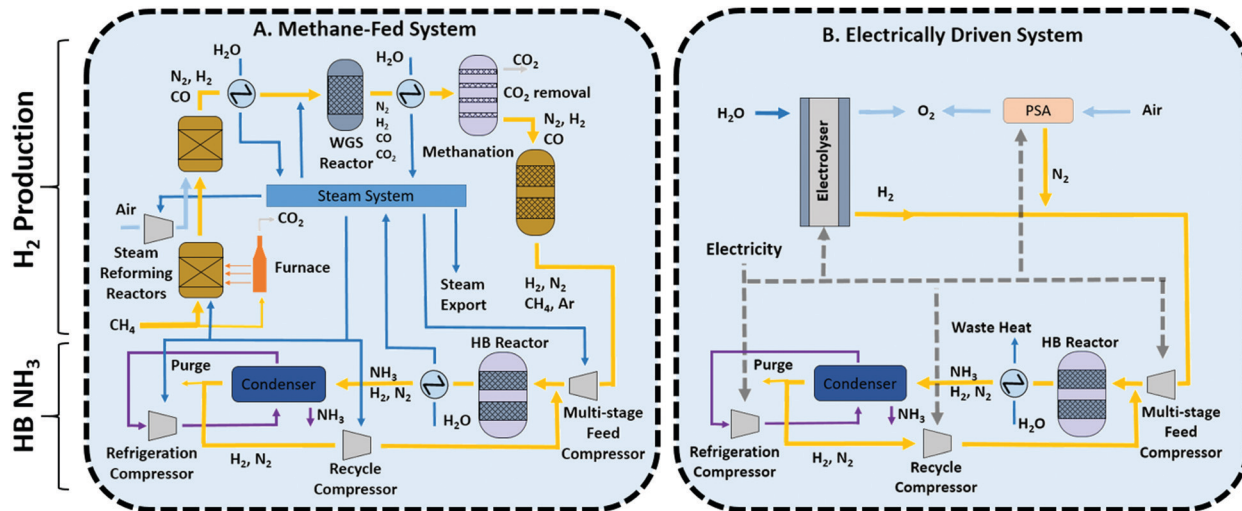 A. Methane-Fed System
H₂O
H₂O
N₂, H₂
CO
CO₂
CO₂ removal
N₂
H₂
CO
CO₂
N₂, H₂
CO
WGS
Reactor
Methanation
Steam System
Air
CO₂
Steam
Reforming
Reactors
Furnace
Steam
Export
H₂, N₂
CH₄, Ar
CH₄
H₂ Production
HB NH₃
Purge
Condenser
NH₃
H₂, N₂
HB Reactor
NH₃
H₂O
Multi-stage
Feed
Compressor
Refrigeration
Compressor
H₂, N₂
Recycle
Compressor
B. Electrically Driven System
H₂O
Electrolyser
O₂
PSA
Air
N₂
H₂
Electricity
Waste Heat
HB Reactor
Purge
Condenser
NH₃
H₂, N₂
NH₃
H₂O
Multi-stage
Feed
Compressor
Refrigeration
Compressor
H₂, N₂
Recycle
Compressor